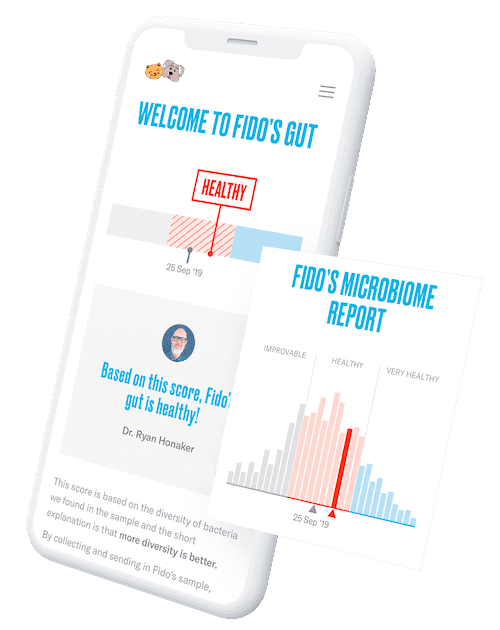 WELCOME TO FIDO'S GUT
HEALTHY
25 Sep '19
Based on this score, Fido'
gut is healthy!
Dr. Ryan Honaker
This score is based on the diversity of bacteria
we found in the sample and the short
explanation is that more diversity is better.
By collecting and sending in Fido's sample,
FIDO'S MICROBIOME
REPORT
IMPROVABLE
HEALTHY
VERY HEALTHY
25 Sep '19